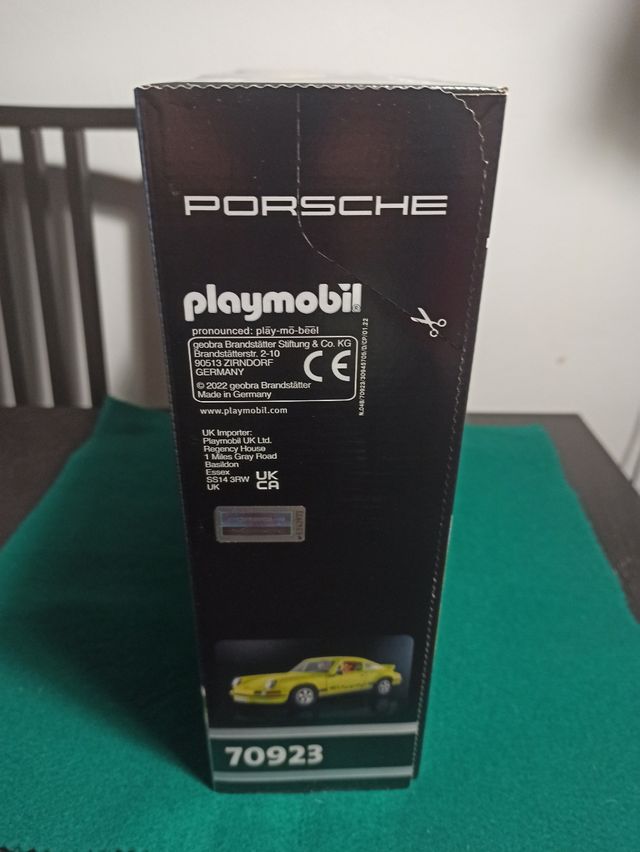 PORSCHE
playmobil®
pronounced: plāy-mō-bēēl
geobra Brandstätter Stiftung & Co. KG
Brandstätterstr. 2-10
90513 ZIRNDORF
GERMANY
CE
© 2022 geobra Brandstätter
Made in Germany
www.playmobil.com
UK Importer:
Playmobil UK Ltd.
Regency House
1 Miles Gray Road
Basildon
Essex
SS14 3RW
UK
UK
CA
70923